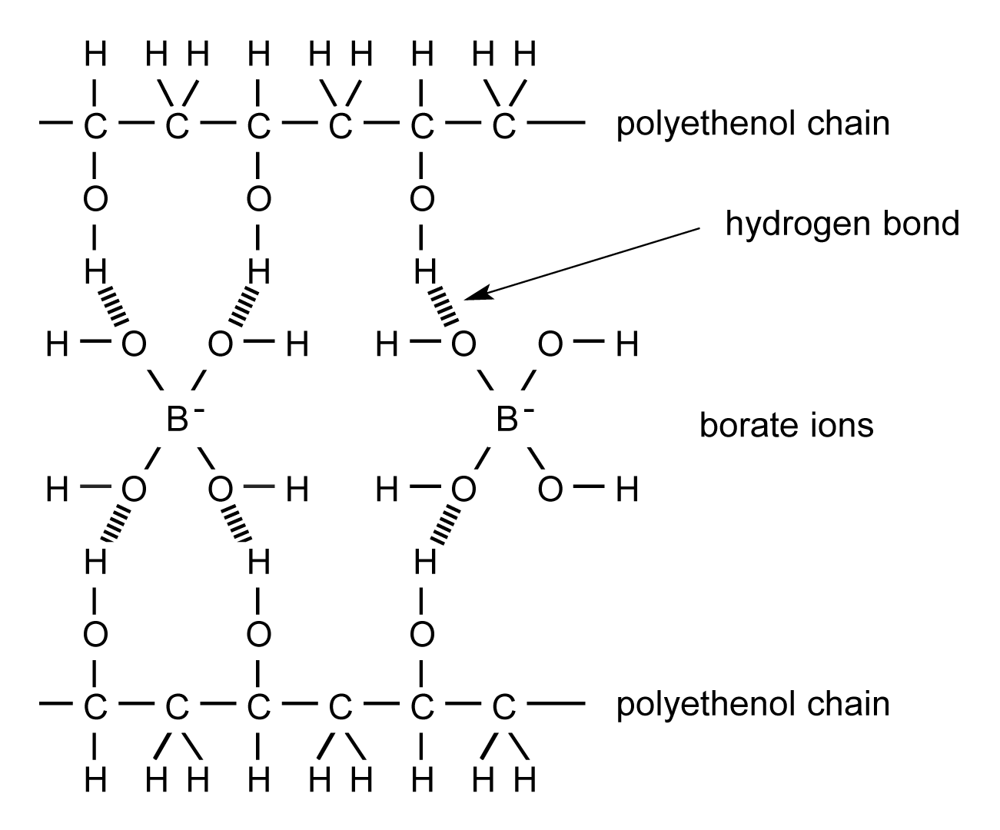 H H H H H H H H H
— C — C — C — C — C — C — polyethenol chain
O O O
hydrogen bond
H H H
H — O O — H H — O O — H
B⁻ B⁻
borate ions
H — O O — H H — O O — H
H H H
O O O
— C — C — C — C — C — C — polyethenol chain
H H H H H H H H H